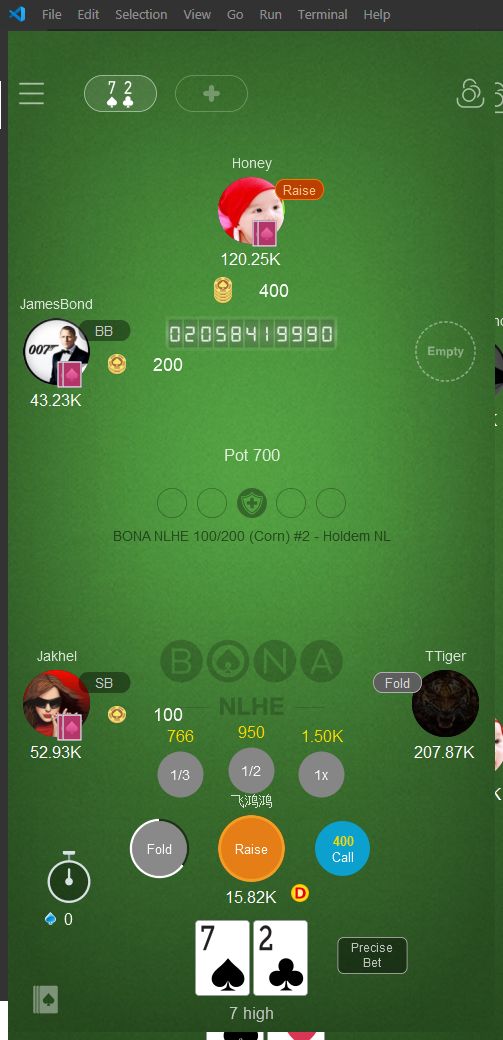 File Edit Selection View Go Run Terminal Help
7 2
Honey
Raise
120.25K
400
JamesBond
BB
007
02058419990
200
43.23K
Empty
Pot 700
BONA NLHE 100/200 (Corn) #2 - Holdem NL
BONA
Jakhel
TTiger
SB
Fold
NLHE
100
52.93K
207.87K
766 950 1.50K
1/3 1/2 1x
飞鸿鸿
Fold
Raise
400
Call
15.82K
D
0
7 2
Precise
Bet
7 high